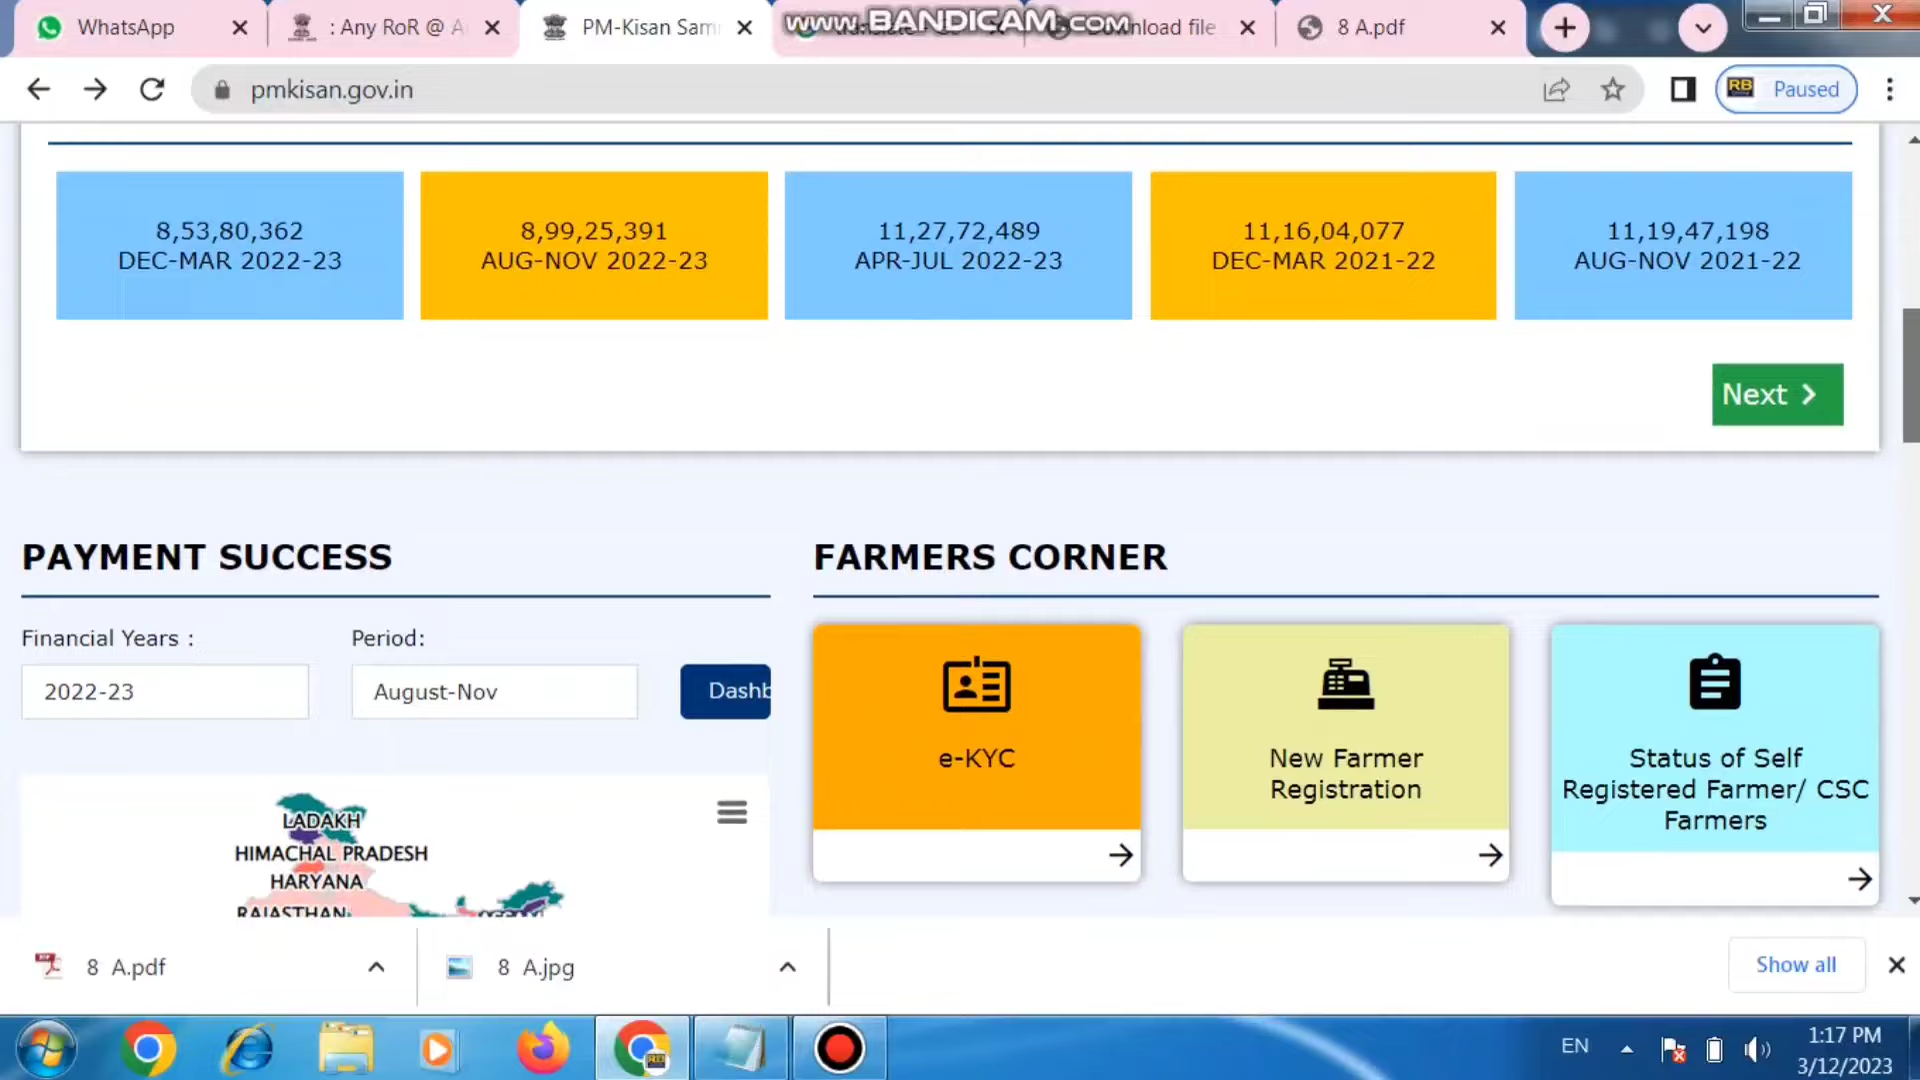 WhatsApp
: Any RoR @ A
PM-Kisan Sam
www.BANDICAM.com
ownload file
8 A.pdf
pmkisan.gov.in
RB
Paused
8,53,80,362
DEC-MAR 2022-23
8,99,25,391
AUG-NOV 2022-23
11,27,72,489
APR-JUL 2022-23
11,16,04,077
DEC-MAR 2021-22
11,19,47,198
AUG-NOV 2021-22
Next
PAYMENT SUCCESS
Financial Years :
Period:
2022-23
August-Nov
Dashb
LADAKH
HIMACHAL PRADESH
HARYANA
RAJASTHAN
FARMERS CORNER
e-KYC
New Farmer
Registration
Status of Self
Registered Farmer/ CSC
Farmers
8 A.pdf
8 A.jpg
Show all
EN
1:17 PM
3/12/2023